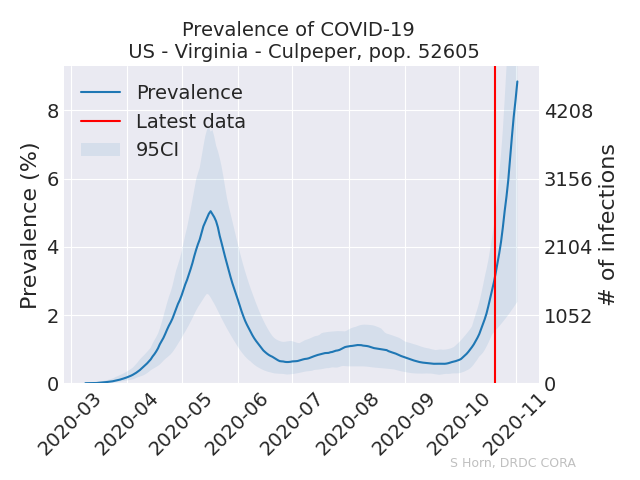 Prevalence of COVID-19
US - Virginia - Culpeper, pop. 52605
Prevalence
Latest data
95CI
Prevalence (%)
8
6
4
2
0
4208
3156
2104
1052
0
# of infections
2020-03
2020-04
2020-05
2020-06
2020-07
2020-08
2020-09
2020-10
2020-11
S Horn, DRDC CORA